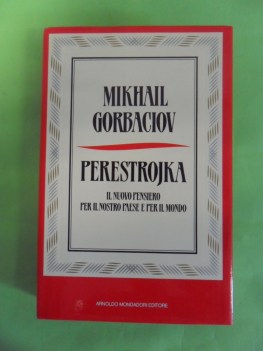 MIKHAIL
GORBACIOV
PERESTROJKA
IL NUOVO PENSIERO
PER IL NOSTRO PAESE E PER IL MONDO
ARNOLDO MONDADORI EDITORE